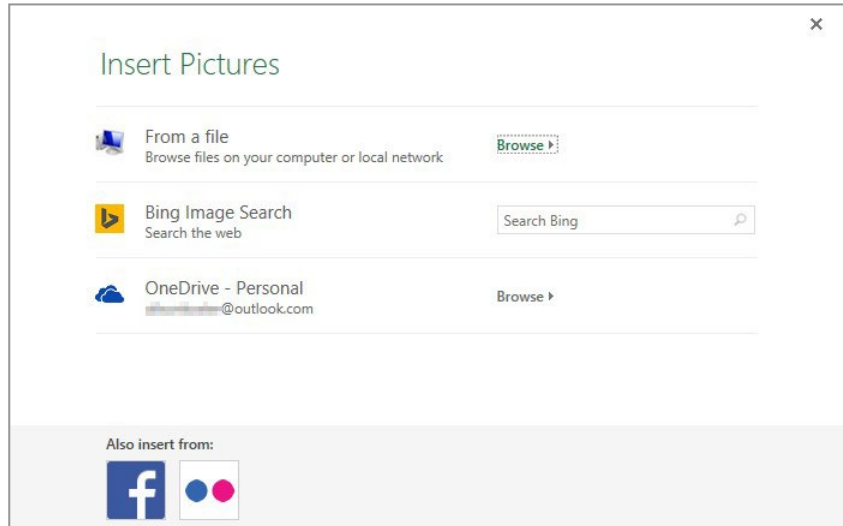 Insert Pictures
From a file
Browse files on your computer or local network
Browse
Bing Image Search
Search the web
Search Bing
OneDrive - Personal
@outlook.com
Browse
Also insert from: